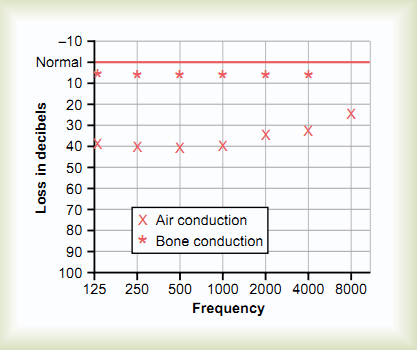 –10
Normal
10
20
30
40
50
60
70
80
90
100
Loss in decibels
X Air conduction
* Bone conduction
125 250 500 1000 2000 4000 8000
Frequency